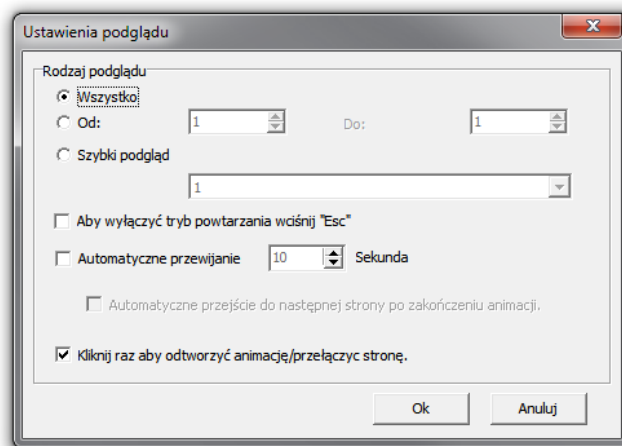 Ustawienia podglądu
Rodzaj podglądu
Wszystko
Od: 1 Do: 1
Szybki podgląd
1
Aby wyłączyć tryb powtarzania wciśnij "Esc"
Automatyczne przewijanie 10 Sekunda
Automatyczne przejście do następnej strony po zakończeniu animacji.
Kliknij raz aby odtworzyć animację/przełączyc stronę.
Ok Anuluj